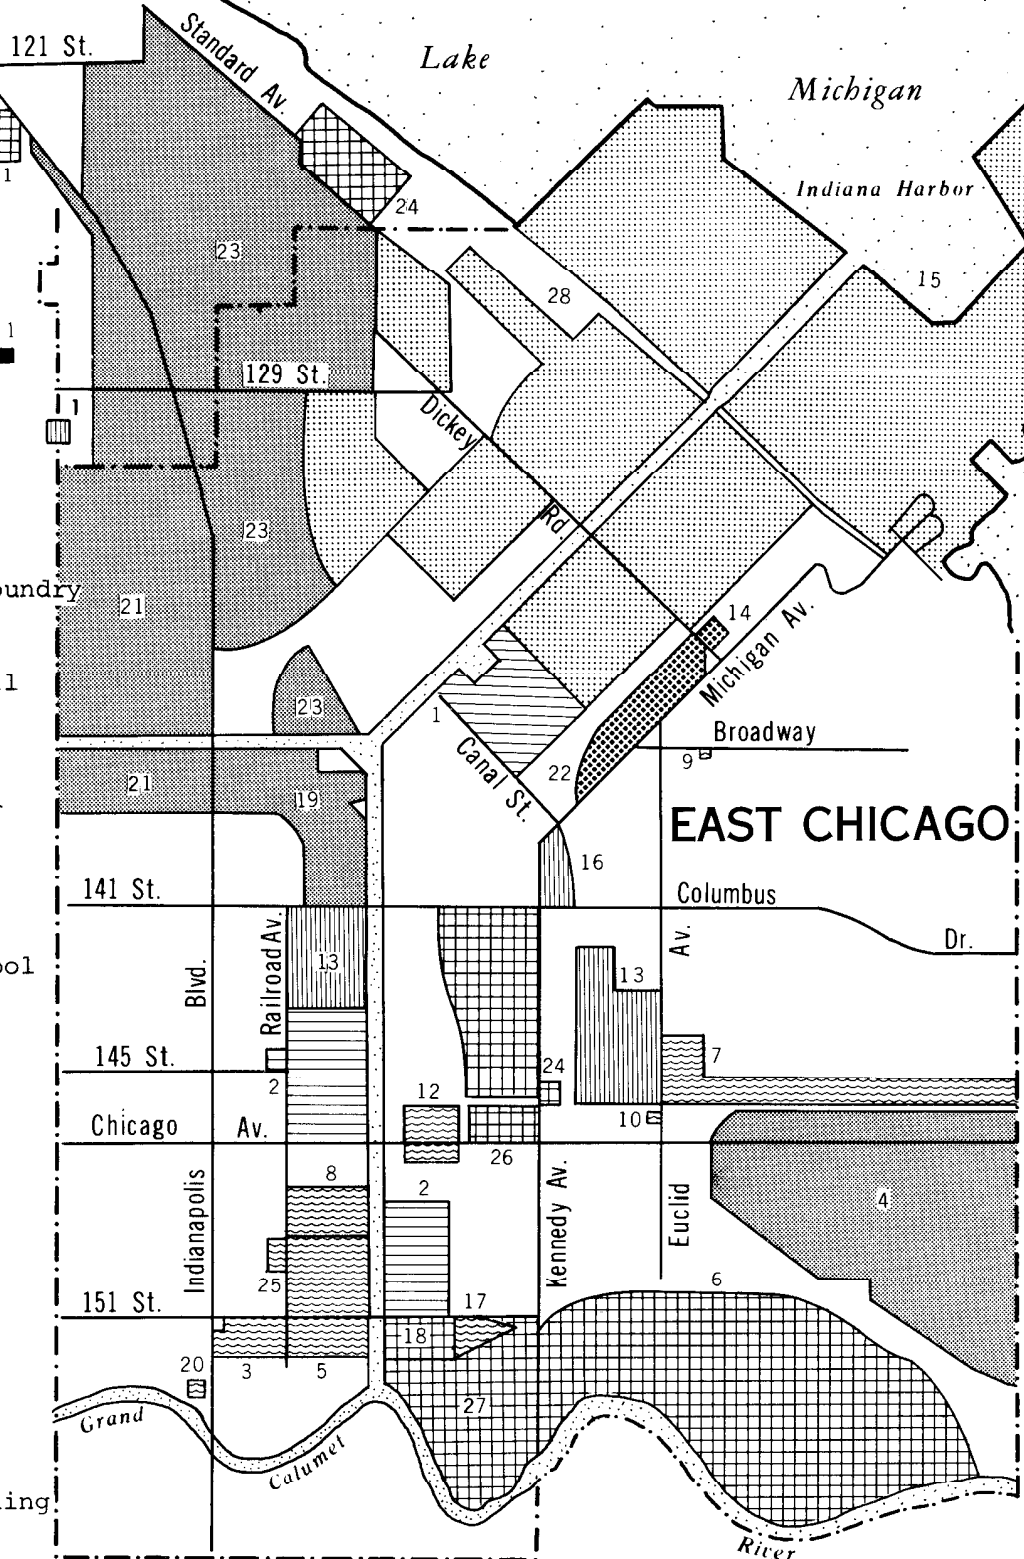 Lake
Michigan
Indiana Harbor
121 St.
Standard Av
1
24
23
15
28
1
129 St.
1
Dickey
Rd
23
oundry
21
14
Michigan Av.
23
1
Canal St.
22
Broadway
9
21
19
EAST CHICAGO
16
141 St.
Columbus
Dr.
Av.
Railroad Av.
Blvd.
13
13
ool
145 St.
2
24
7
12
10
Chicago Av.
26
Indianapolis
8
2
Kennedy Av.
Euclid
4
25
6
151 St.
17
18
20
3
5
27
Grand
Calumet
River
ling